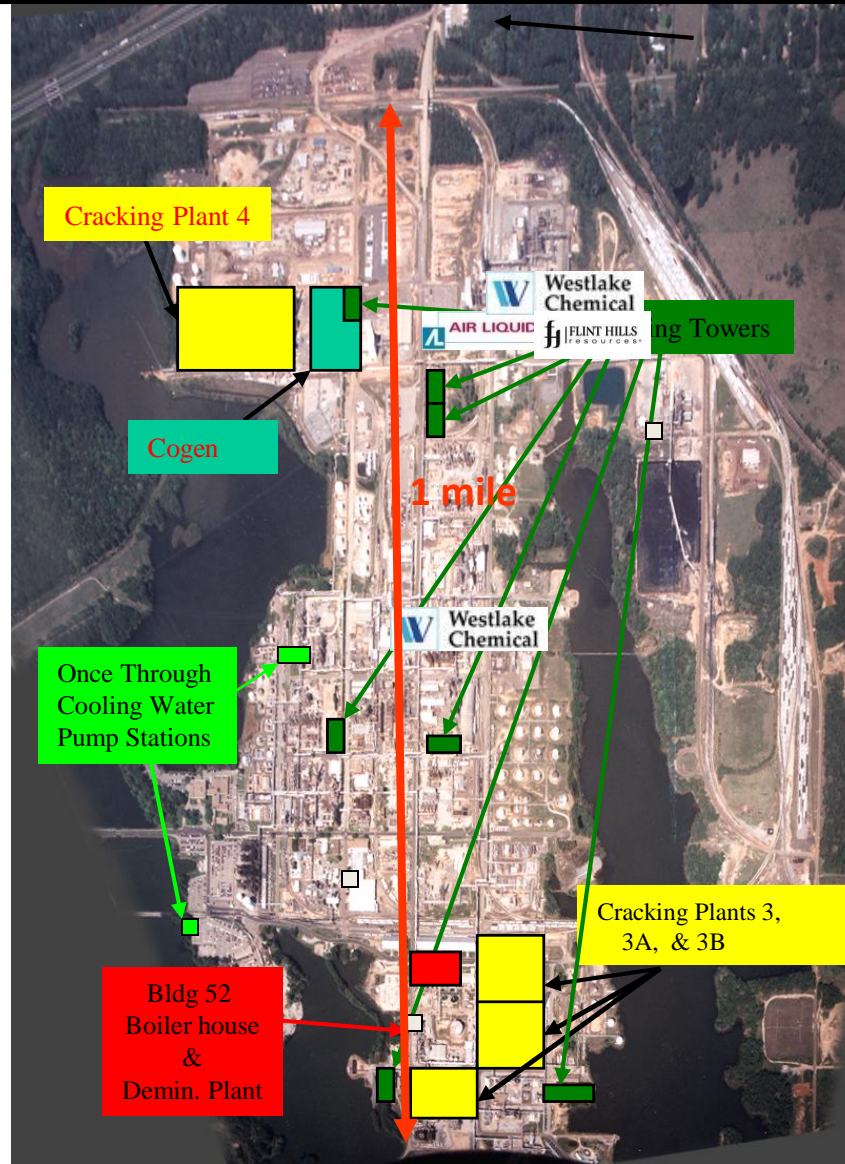 Cracking Plant 4
Westlake
Chemical
AIR LIQUID
FLINT HILLS
resources
ing Towers
Cogen
1 mile
Westlake
Chemical
Once Through
Cooling Water
Pump Stations
Cracking Plants 3,
3A, & 3B
Bldg 52
Boiler house
&
Demin. Plant